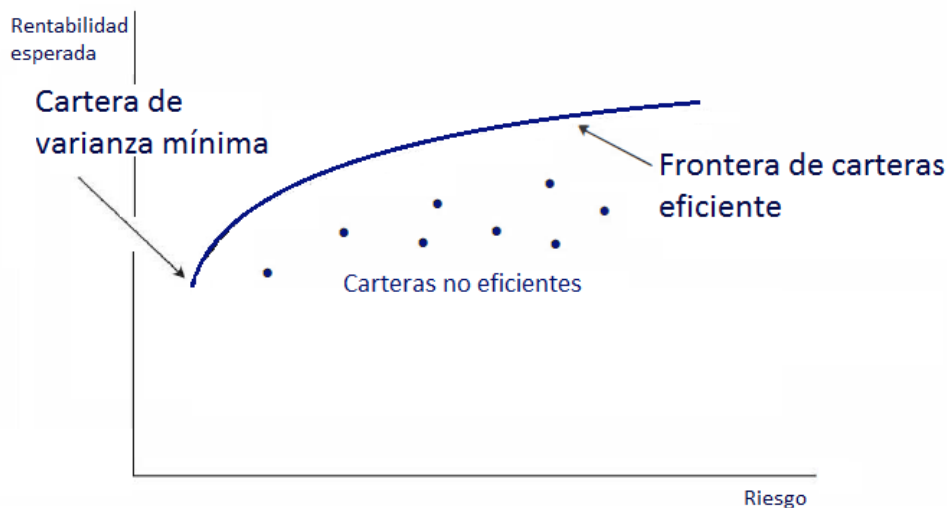 Rentabilidad
esperada
Cartera de
varianza mínima
Frontera de carteras
eficiente
Carteras no eficientes
Riesgo